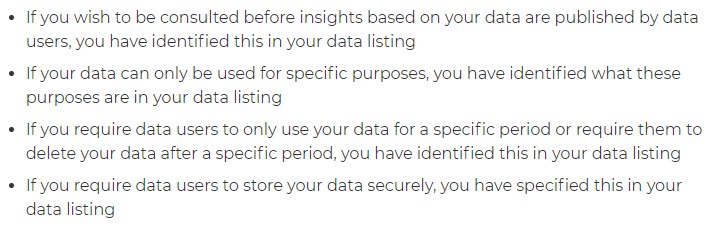 • If you wish to be consulted before insights based on your data are published by data
users, you have identified this in your data listing
• If your data can only be used for specific purposes, you have identified what these
purposes are in your data listing
• If you require data users to only use your data for a specific period or require them to
delete your data after a specific period, you have identified this in your data listing
• If you require data users to store your data securely, you have specified this in your
data listing